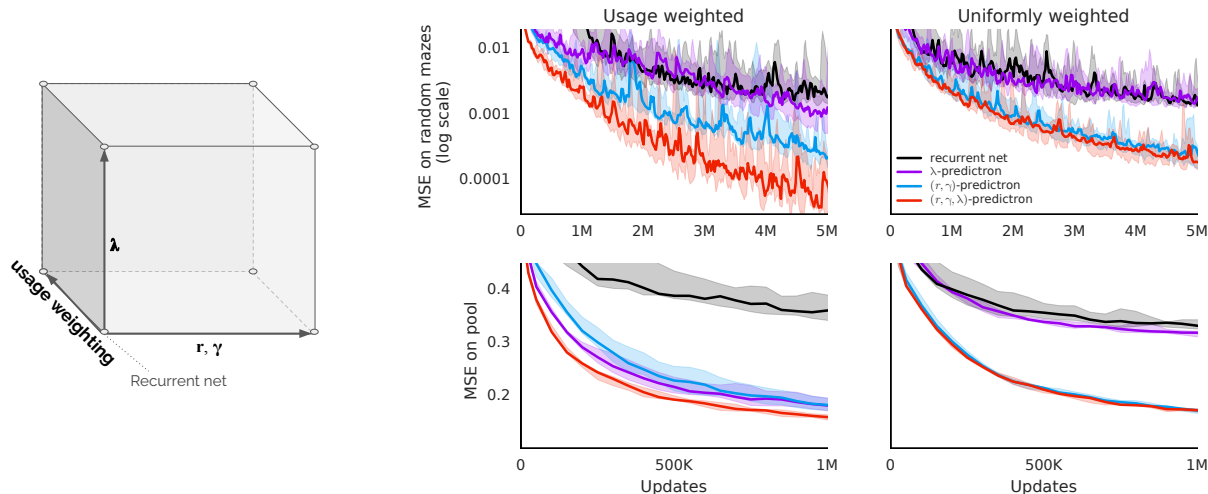 λ
usage weighting
r, γ
Recurrent net
Usage weighted
Uniformly weighted
MSE on random mazes
(log scale)
0.01
0.001
0.0001
0
1M
2M
3M
4M
5M
recurrent net
λ-predictron
(r, γ)-predictron
(r, γ, λ)-predictron
0
1M
2M
3M
4M
5M
MSE on pool
0.4
0.3
0.2
0
500K
1M
Updates
0
500K
1M
Updates